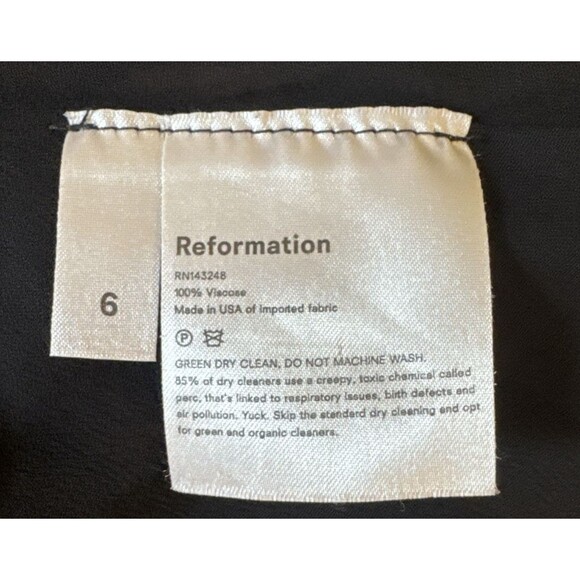 6
Reformation
RN143248
100% Viscose
Made in USA of imported fabric
P
GREEN DRY CLEAN, DO NOT MACHINE WASH.
85% of dry cleaners use a creepy, toxic chemical called
perc, that's linked to respiratory issues, birth defects and
air pollution. Yuck. Skip the standard dry cleaning and opt
for green and organic cleaners.